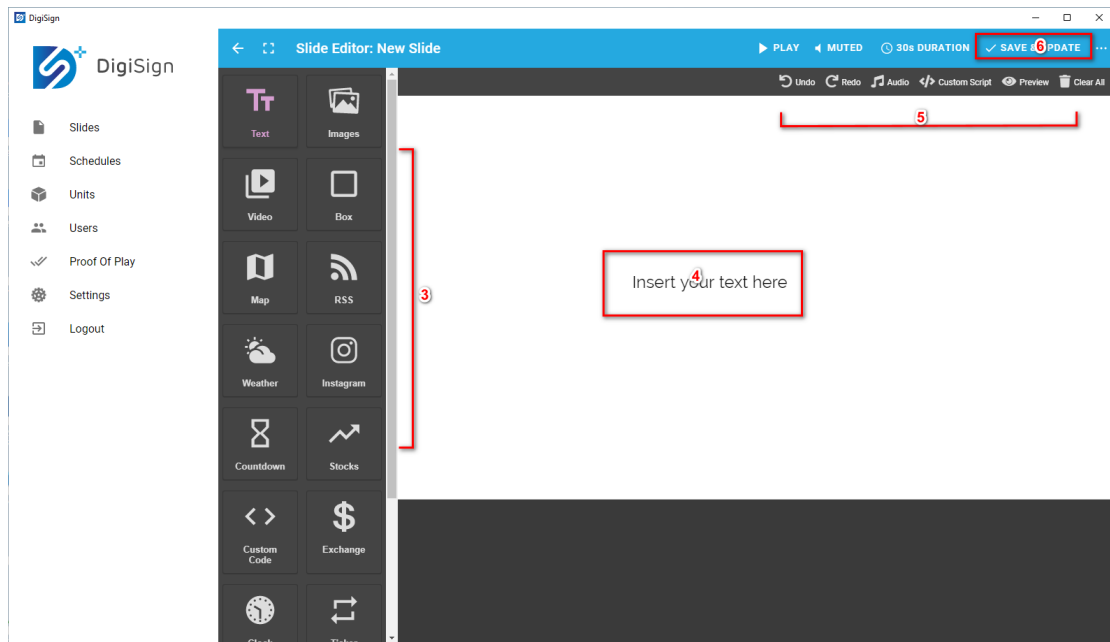 DigiSign
DigiSign
Slides
Schedules
Units
Users
Proof Of Play
Settings
Logout
Slide Editor: New Slide
PLAY
MUTED
30s DURATION
SAVE & UPDATE
6
Undo
Redo
Audio
Custom Script
Preview
Clear All
5
Text
Images
Video
Box
Map
RSS
3
Weather
Instagram
Countdown
Stocks
Custom
Code
Exchange
Clock
Ticker
Insert your text here
4